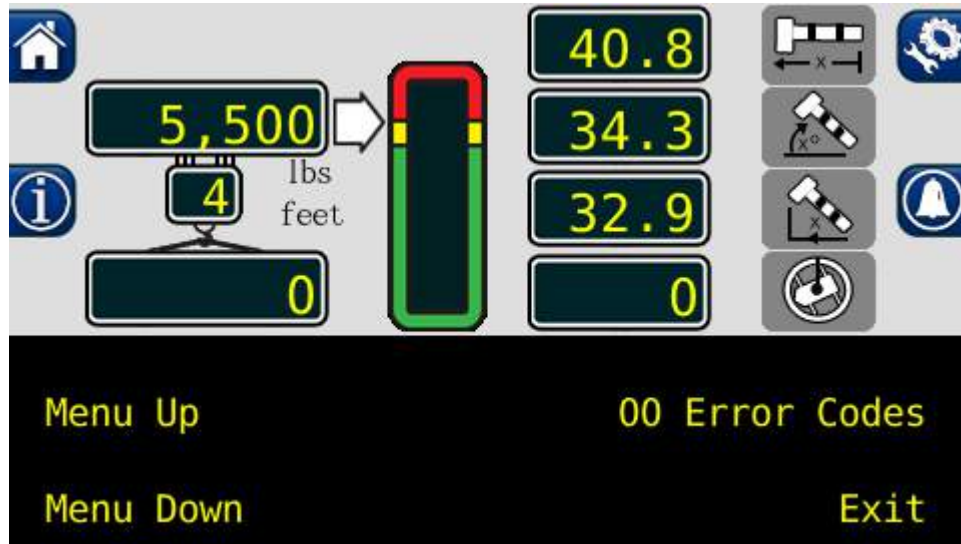 40.8
5,500
34.3
x
x°
lbs
4
feet
32.9
x
0
0
Menu Up
00 Error Codes
Menu Down
Exit